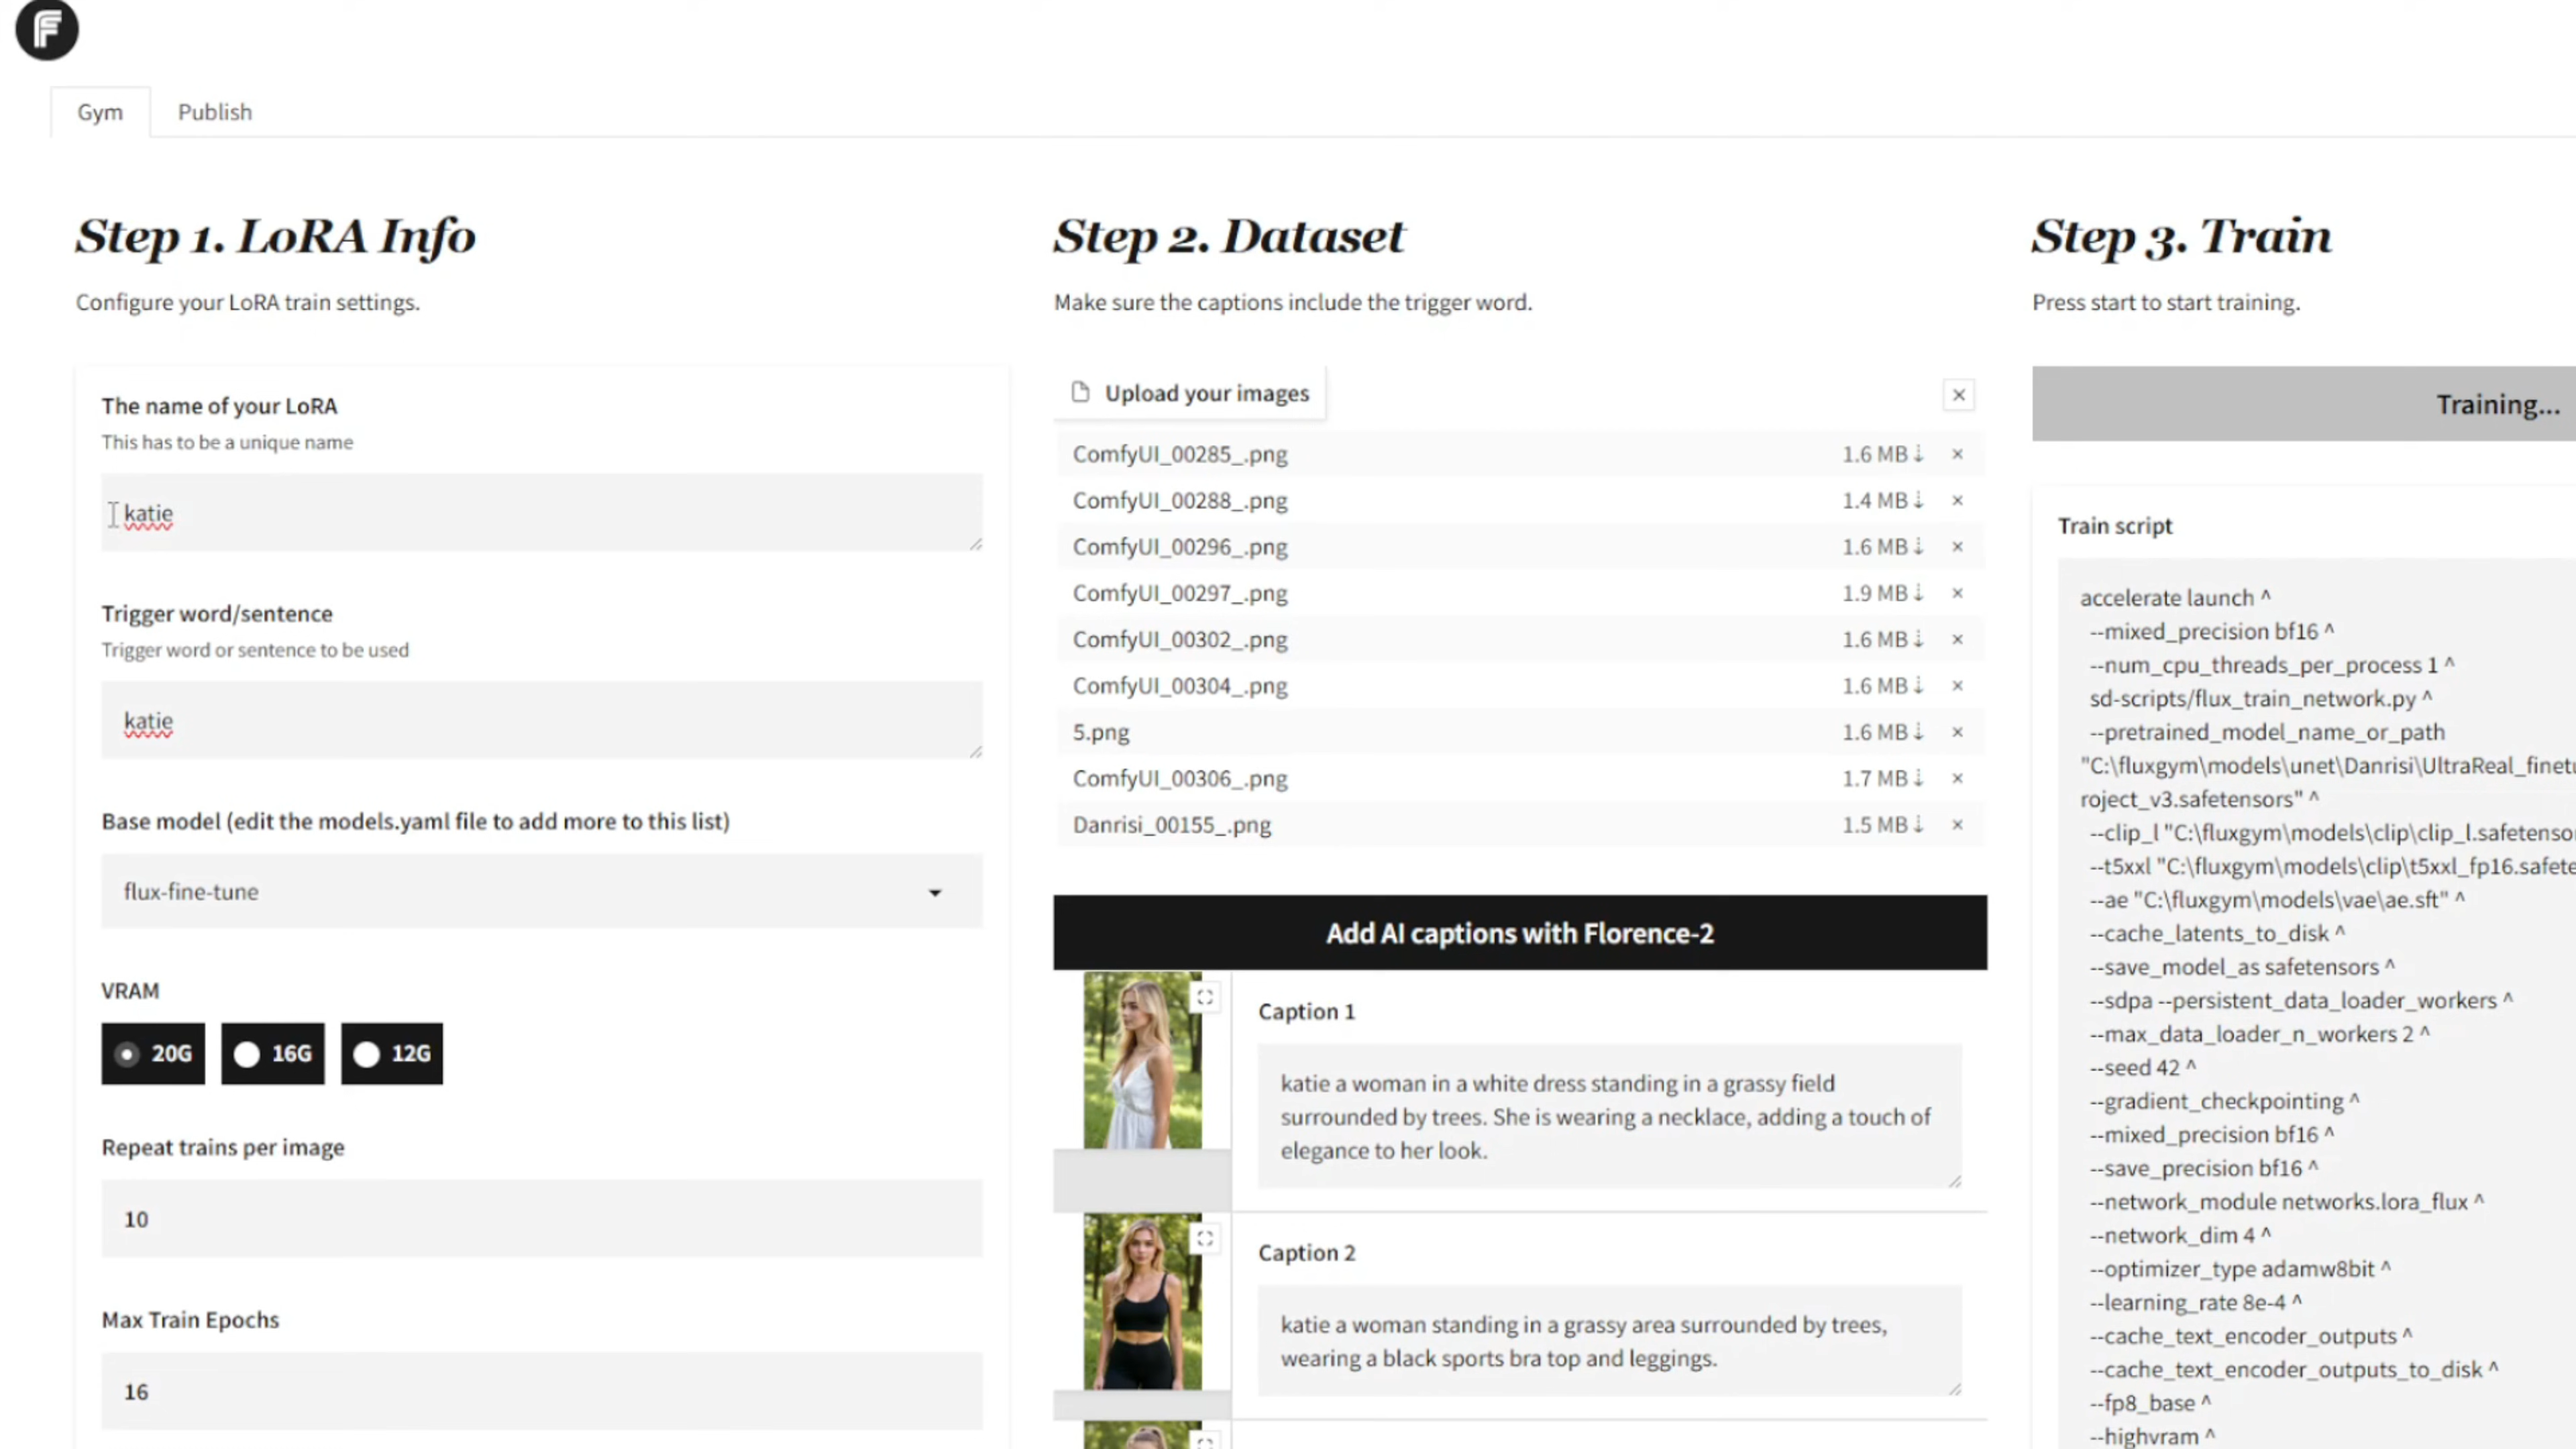 F
Gym
Publish
Step 1. LoRA Info
Configure your LoRA train settings.
The name of your LoRA
This has to be a unique name
katie
Trigger word/sentence
Trigger word or sentence to be used
katie
Base model (edit the models.yaml file to add more to this list)
flux-fine-tune
VRAM
20G
16G
12G
Repeat trains per image
10
Max Train Epochs
16
Step 2. Dataset
Make sure the captions include the trigger word.
Upload your images
ComfyUI_00285_.png 1.6 MB⇣ ×
ComfyUI_00288_.png 1.4 MB⇣ ×
ComfyUI_00296_.png 1.6 MB⇣ ×
ComfyUI_00297_.png 1.9 MB⇣ ×
ComfyUI_00302_.png 1.6 MB⇣ ×
ComfyUI_00304_.png 1.6 MB⇣ ×
5.png 1.6 MB⇣ ×
ComfyUI_00306_.png 1.7 MB⇣ ×
Danrisi_00155_.png 1.5 MB⇣ ×
Add AI captions with Florence-2
Caption 1
katie a woman in a white dress standing in a grassy field
surrounded by trees. She is wearing a necklace, adding a touch of
elegance to her look.
Caption 2
katie a woman standing in a grassy area surrounded by trees,
wearing a black sports bra top and leggings.
Step 3. Train
Press start to start training.
Training...
Train script
accelerate launch ^
--mixed_precision bf16 ^
--num_cpu_threads_per_process 1 ^
sd-scripts/flux_train_network.py ^
--pretrained_model_name_or_path
"C:\fluxgym\models\unet\Danrisi\UltraReal_finetu
roject_v3.safetensors" ^
--clip_l "C:\fluxgym\models\clip\clip_l.safetenso
--t5xxl "C:\fluxgym\models\clip\t5xxl_fp16.safete
--ae "C:\fluxgym\models\vae\ae.sft" ^
--cache_latents_to_disk ^
--save_model_as safetensors ^
--sdpa --persistent_data_loader_workers ^
--max_data_loader_n_workers 2 ^
--seed 42 ^
--gradient_checkpointing ^
--mixed_precision bf16 ^
--save_precision bf16 ^
--network_module networks.lora_flux ^
--network_dim 4 ^
--optimizer_type adamw8bit ^
--learning_rate 8e-4 ^
--cache_text_encoder_outputs ^
--cache_text_encoder_outputs_to_disk ^
--fp8_base ^
--highvram ^